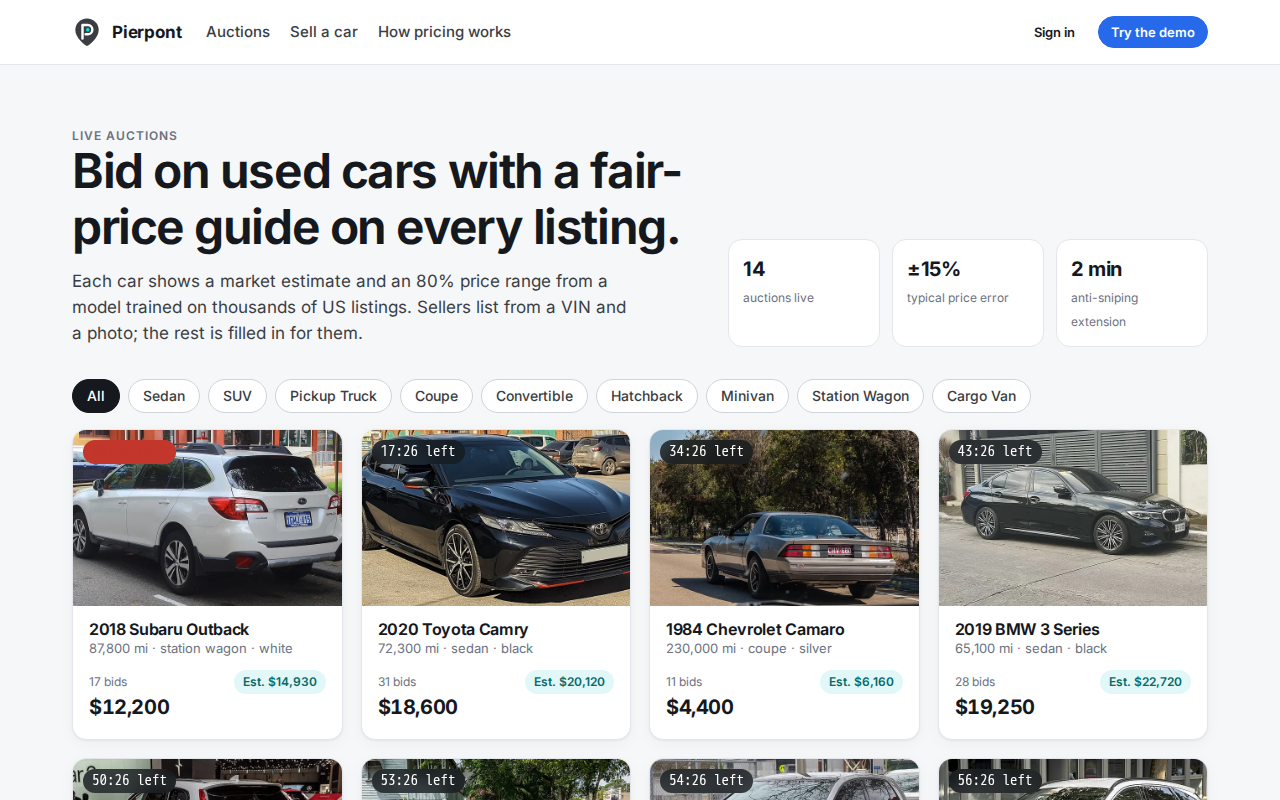 Pierpont Auctions Sell a car How pricing works Sign in Try the demo
LIVE AUCTIONS
Bid on used cars with a fair-
price guide on every listing.
Each car shows a market estimate and an 80% price range from a
model trained on thousands of US listings. Sellers list from a VIN and
a photo; the rest is filled in for them.
14
auctions live
±15%
typical price error
2 min
anti-sniping
extension
All Sedan SUV Pickup Truck Coupe Convertible Hatchback Minivan Station Wagon Cargo Van
17:26 left
34:26 left
43:26 left
2018 Subaru Outback
87,800 mi · station wagon · white
17 bids
Est. $14,930
$12,200
2020 Toyota Camry
72,300 mi · sedan · black
31 bids
Est. $20,120
$18,600
1984 Chevrolet Camaro
230,000 mi · coupe · silver
11 bids
Est. $6,160
$4,400
2019 BMW 3 Series
65,100 mi · sedan · black
28 bids
Est. $22,720
$19,250
50:26 left
53:26 left
54:26 left
56:26 left